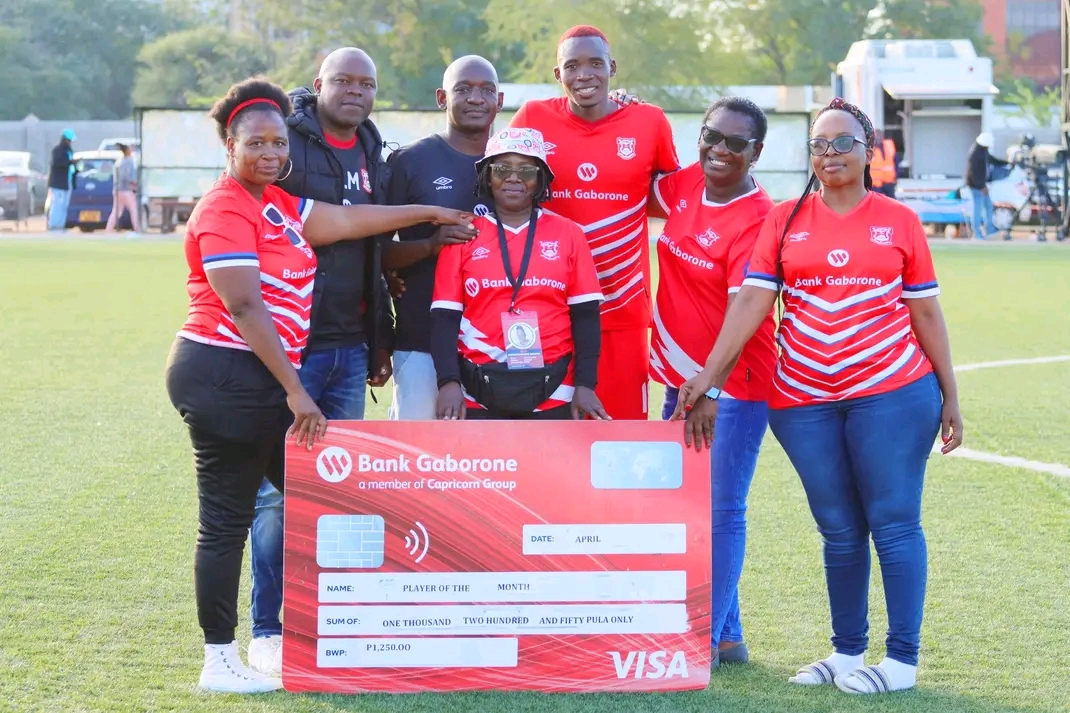 umbro
M
Bank Gaborone
Bank Gaborone
Bank Gaborone
Bank Gaborone
Bank Gaborone
Bank Gaborone
a member of Capricorn Group
DATE: APRIL
NAME: PLAYER OF THE MONTH
SUM OF: ONE THOUSAND TWO HUNDRED AND FIFTY PULA ONLY
BWP: P1,250.00
VISA